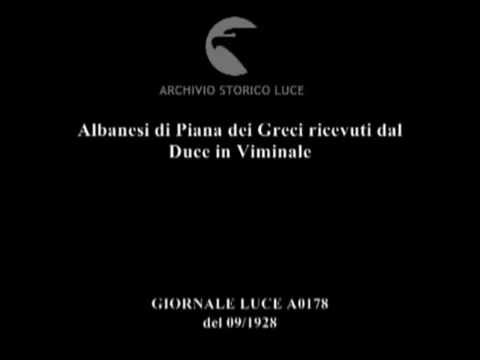 ARCHIVIO STORICO LUCE
Albanesi di Piana dei Greci ricevuti dal
Duce in Viminale
GIORNALE LUCE A0178
del 09/1928